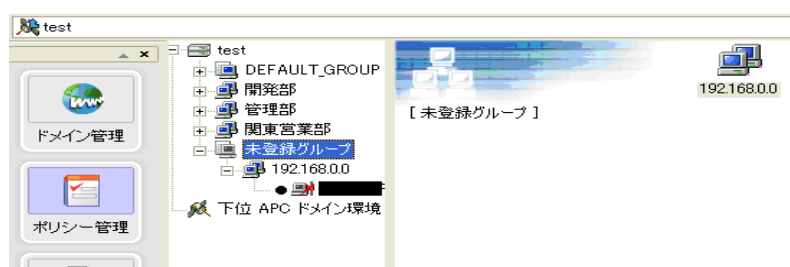 test
test
DEFAULT_GROUP
開発部
管理部
関東営業部
未登録グループ
192.168.0.0
下位 APC ドメイン環境
ドメイン管理
ポリシー管理
192.168.0.0
[ 未登録グループ ]